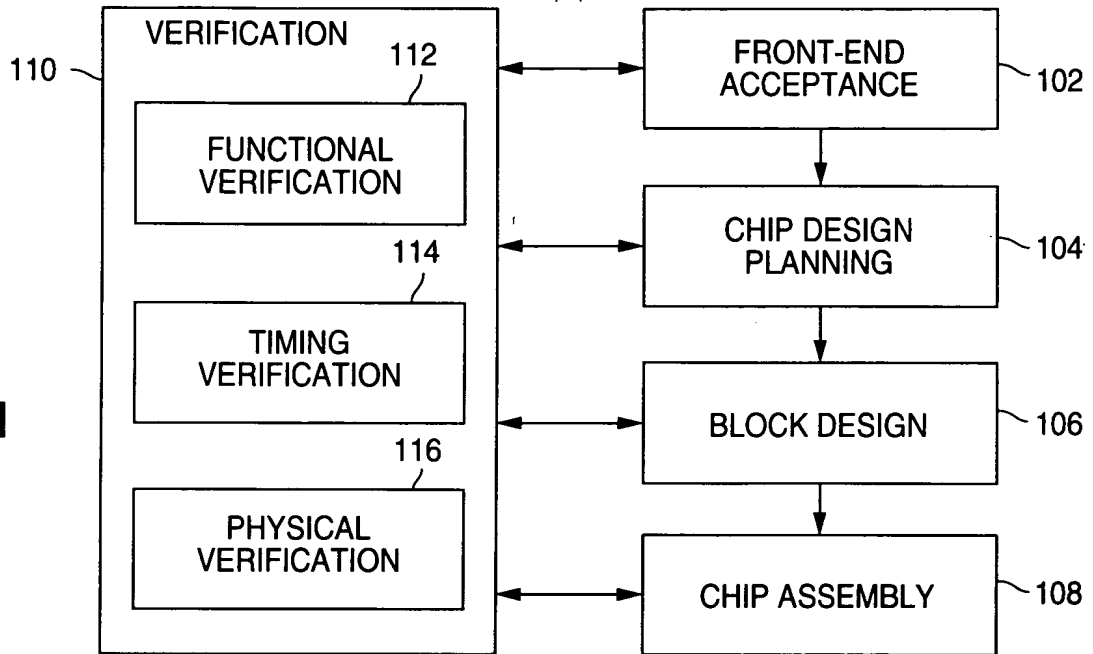 VERIFICATION
110
112
FUNCTIONAL
VERIFICATION
114
TIMING
VERIFICATION
116
PHYSICAL
VERIFICATION
FRONT-END
ACCEPTANCE
102
CHIP DESIGN
PLANNING
104
BLOCK DESIGN
106
CHIP ASSEMBLY
108